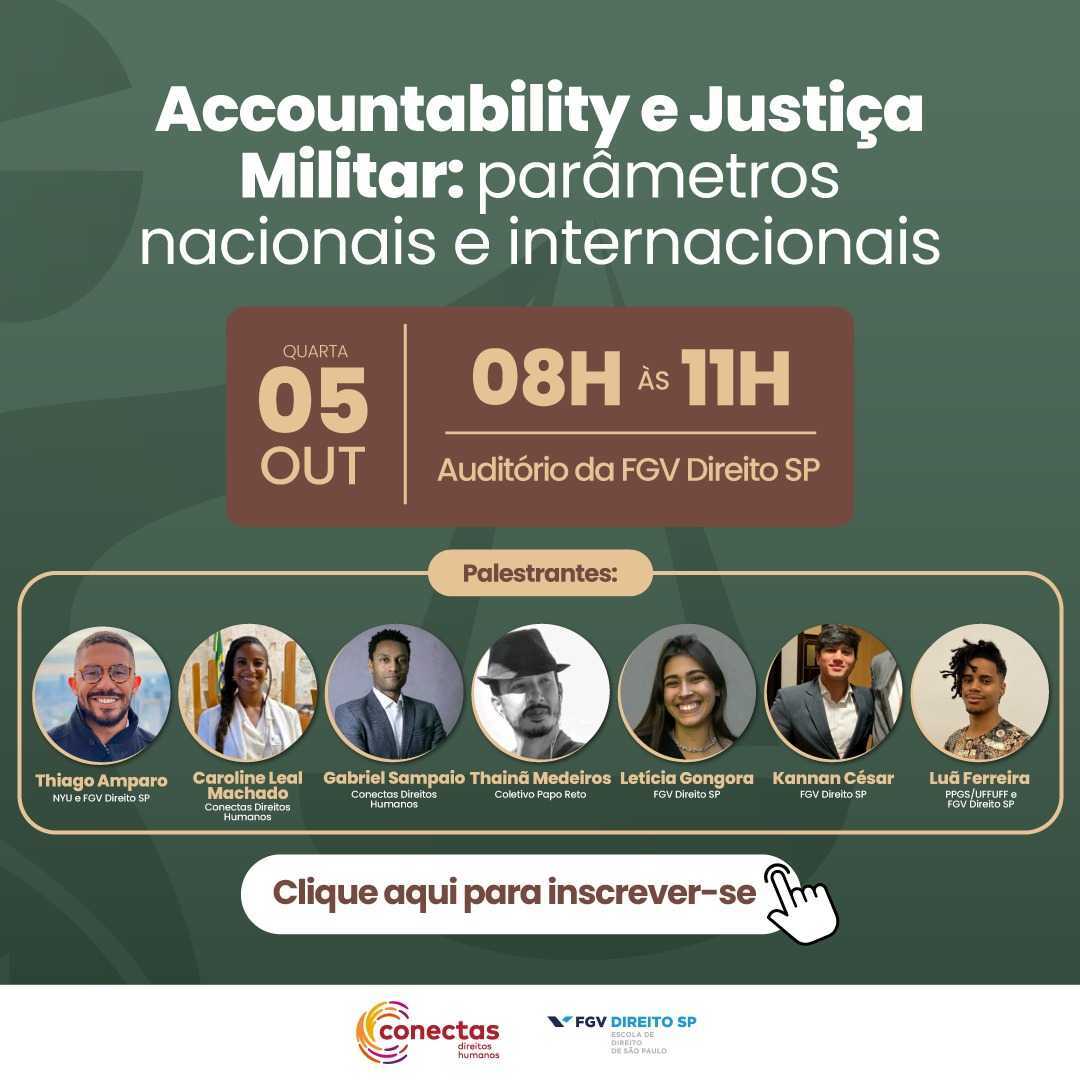 Accountability e Justiça
Militar: parâmetros
nacionais e internacionais
QUARTA
05
OUT
08H ÀS 11H
Auditório da FGV Direito SP
Palestrantes:
Thiago Amparo
NYU e FGV Direito SP
Caroline Leal
Machado
Conectas Direitos
Humanos
Gabriel Sampaio
Conectas Direitos
Humanos
Thainã Medeiros
Coletivo Papo Reto
Letícia Gongora
FGV Direito SP
Kannan César
FGV Direito SP
Luã Ferreira
PPGS/UFFUFF e
FGV Direito SP
Clique aqui para inscrever-se
conectas
direitos
humanos
FGV DIREITO SP
ESCOLA DE
DIREITO
DE SÃO PAULO